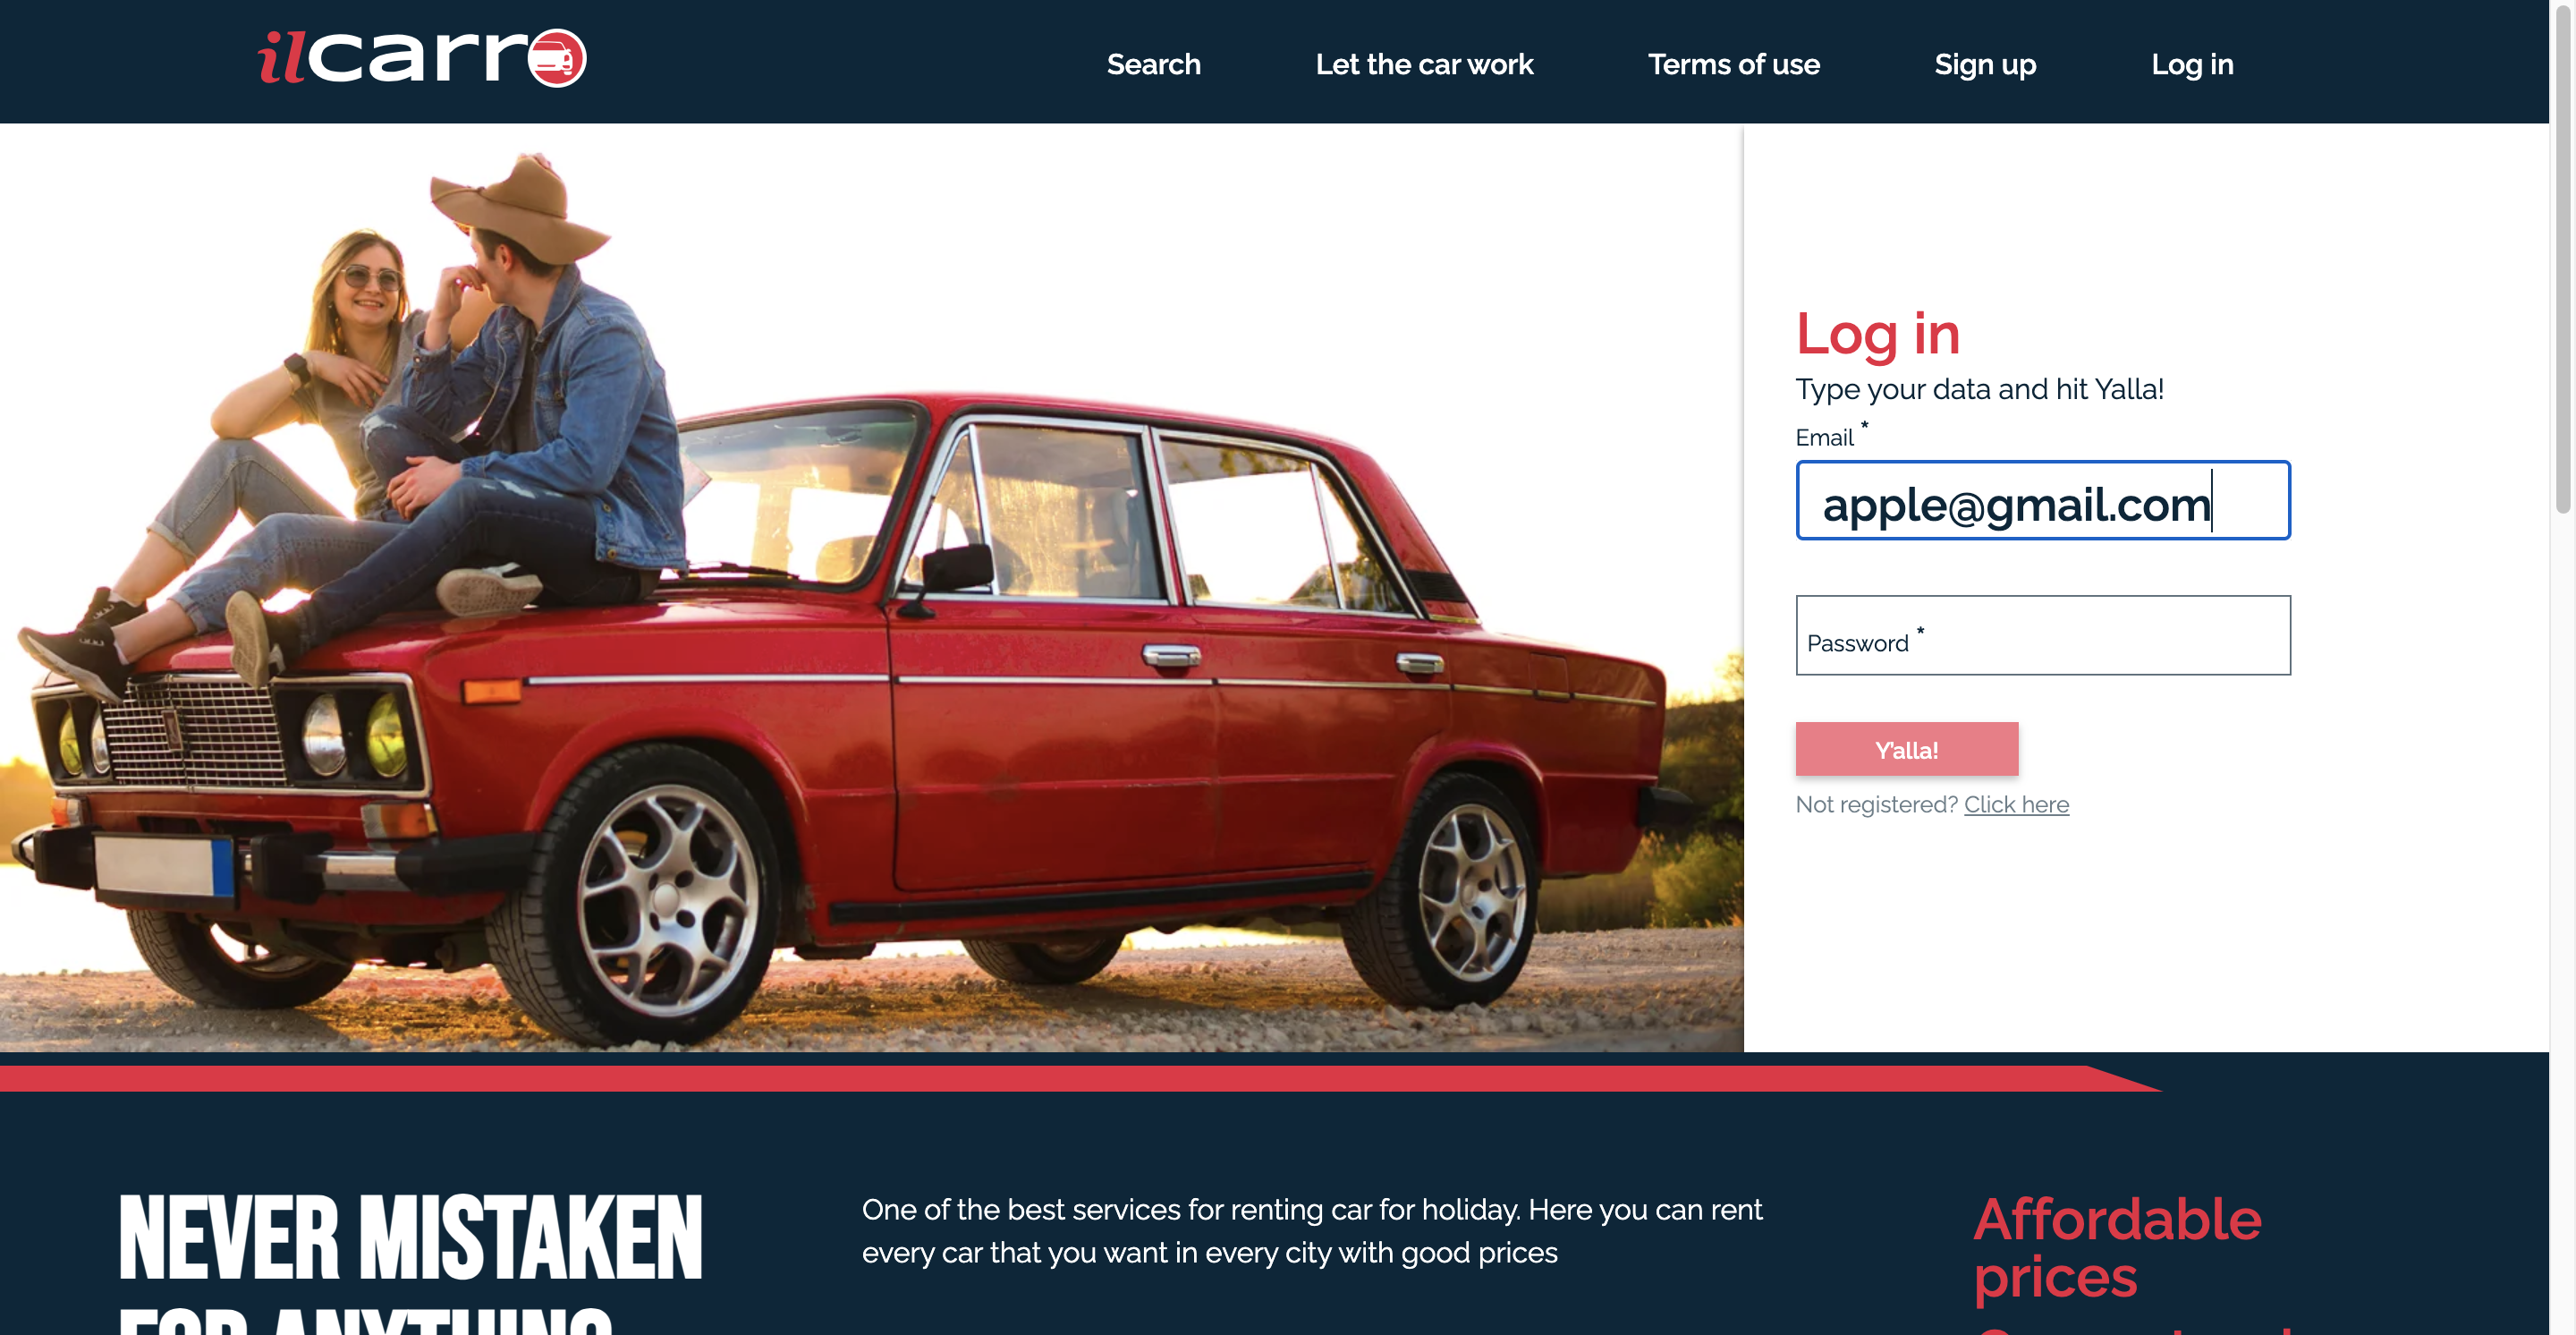 ilcarro
Search
Let the car work
Terms of use
Sign up
Log in
Log in
Type your data and hit Yalla!
Email *
apple@gmail.com
Password *
Y'alla!
Not registered? Click here
NEVER MISTAKEN
FOR ANYTHING
One of the best services for renting car for holiday. Here you can rent
every car that you want in every city with good prices
Affordable
prices